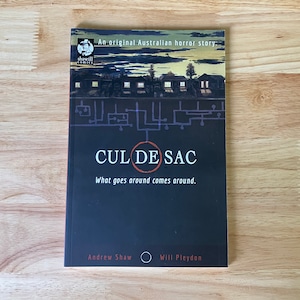 An original Australian horror story.
CUL DE SAC
What goes around comes around.
Andrew Shaw
Will Pleydon